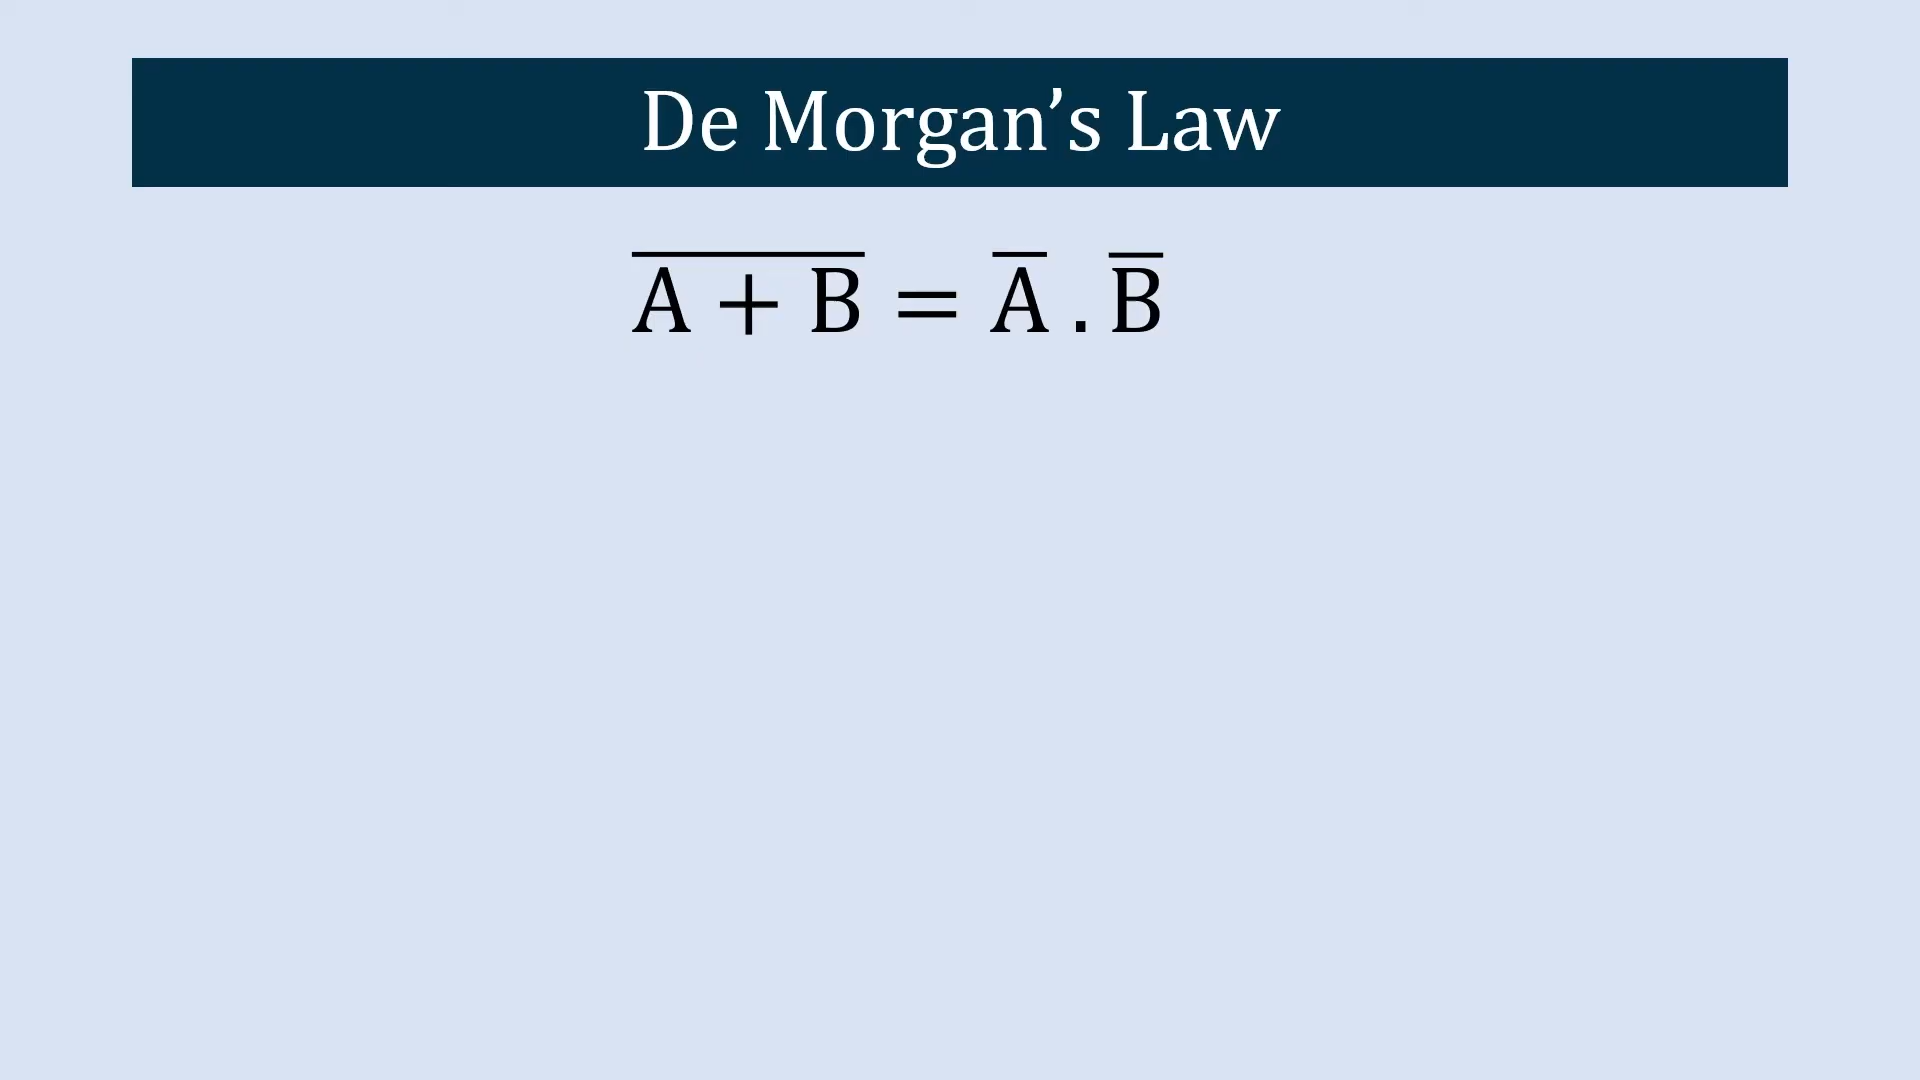 De Morgan’s Law
A̅ ̅+̅ ̅B̅ = A̅ . B̅